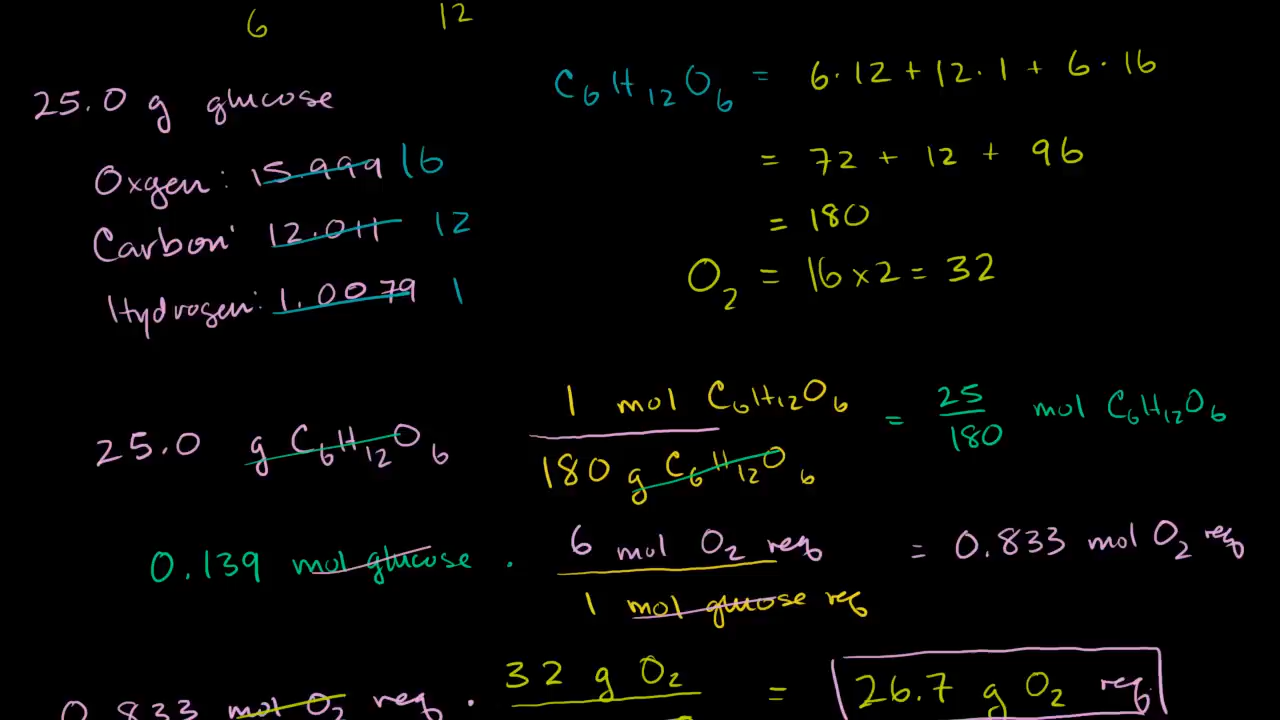 6 12
25.0 g glucose
C₆H₁₂O₆ = 6·12 + 12·1 + 6·16
Oxgen: 15.999 16
= 72 + 12 + 96
Carbon: 12.011 12
= 180
Hydrogen: 1.0079 1
O₂ = 16 × 2 = 32
1 mol C₆H₁₂O₆
25.0 g C₆H₁₂O₆ = 25/180 mol C₆H₁₂O₆
180 g C₆H₁₂O₆
6 mol O₂ req
0.139 mol glucose · = 0.833 mol O₂ req
1 mol glucose req
32 g O₂
0.833 mol O₂ req · = 26.7 g O₂ req